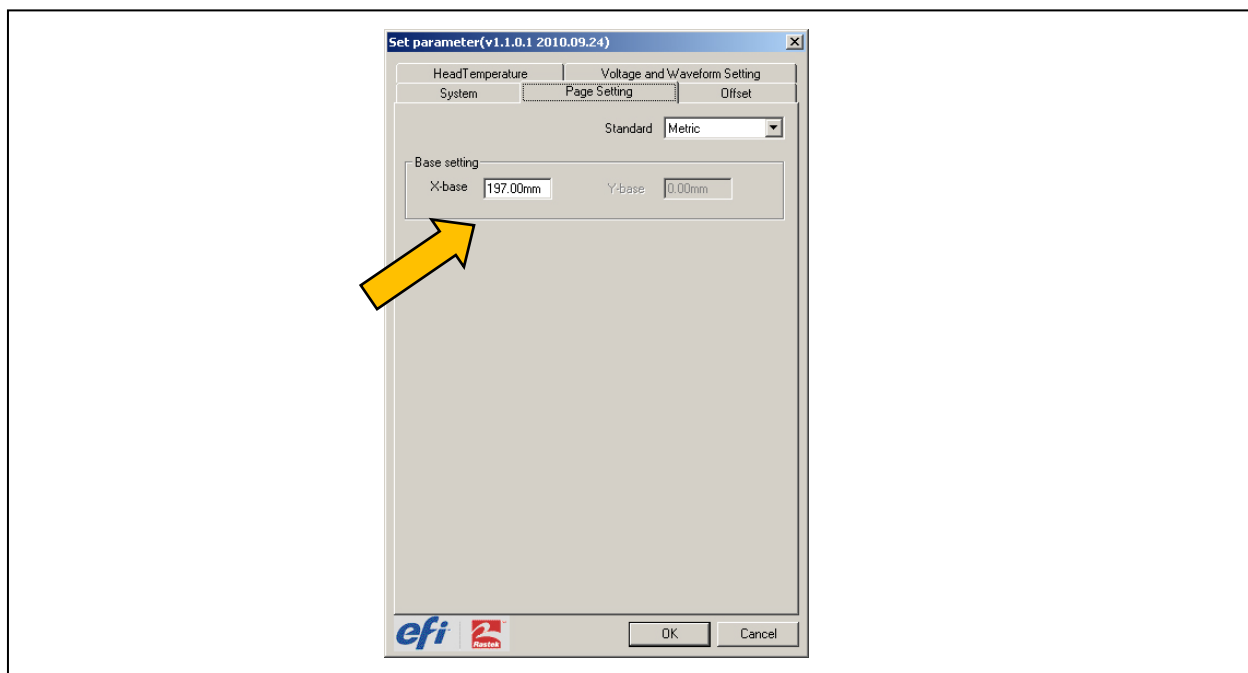 Set parameter(v1.1.0.1 2010.09.24)
HeadTemperature Voltage and Waveform Setting
System Page Setting Offset
Standard Metric
Base setting
X-base 197.00mm Y-base 0.00mm
efi Rastek OK Cancel